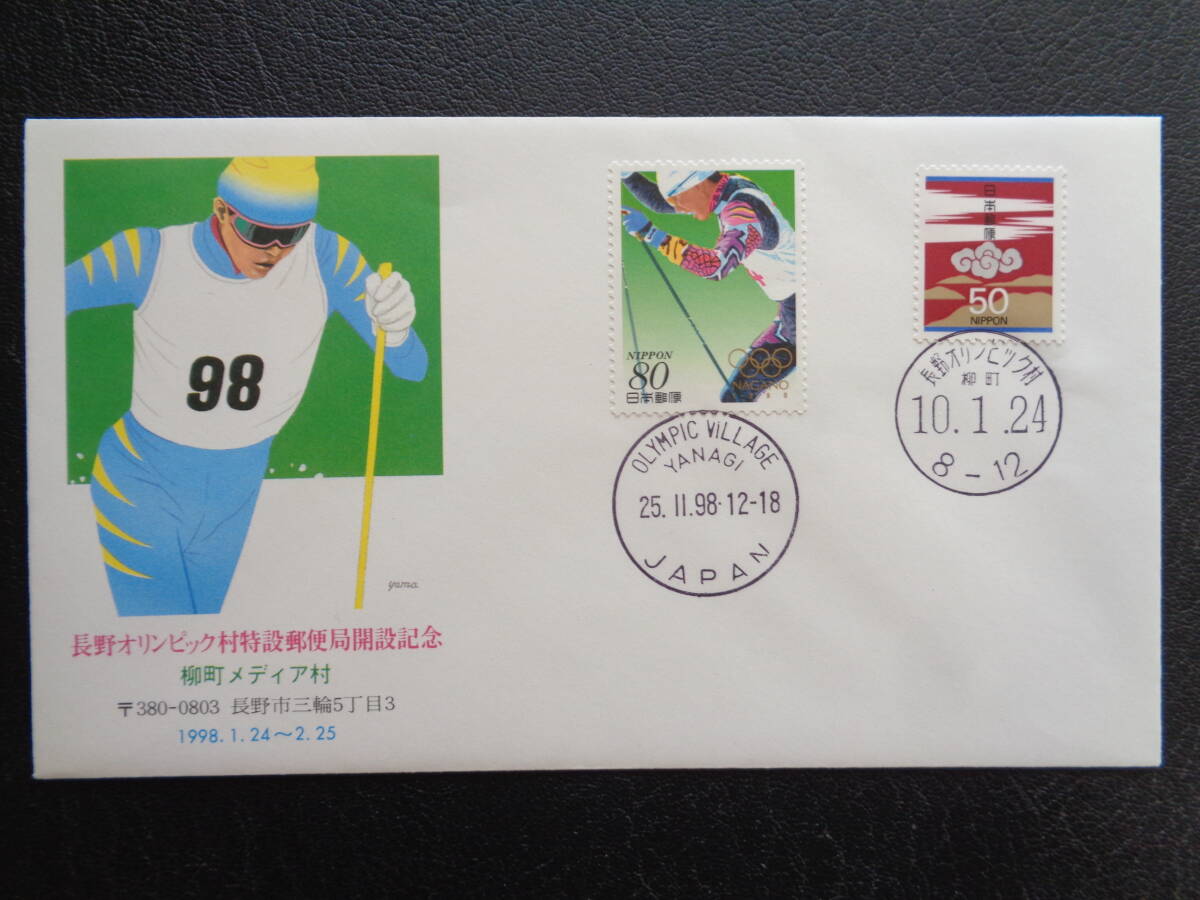 98
yama.
長野オリンピック村特設郵便局開設記念
柳町メディア村
〒380-0803 長野市三輪5丁目3
1998.1.24～2.25
NIPPON
80
日本郵便
NAGANO
1998
OLYMPIC ViLLAGE
YANAGI
25. II.98·12-18
JAPAN
日本郵便
50
NIPPON
長野オリンピック村
柳町
10.1.24
8-12